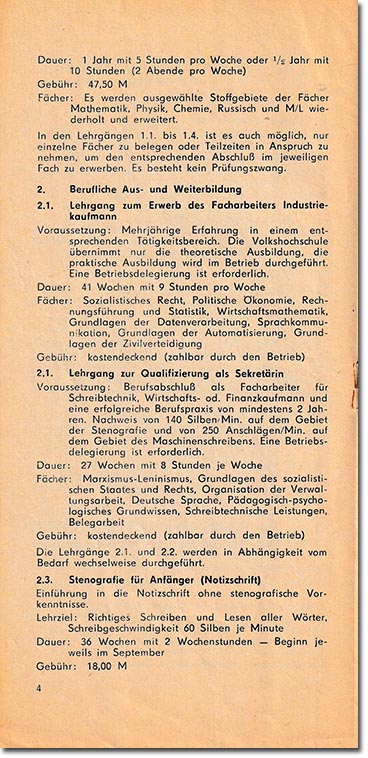 Dauer: 1 Jahr mit 5 Stunden pro Woche oder ½ Jahr mit
10 Stunden (2 Abende pro Woche)
Gebühr: 47,50 M
Fächer: Es werden ausgewählte Stoffgebiete der Fächer
Mathematik, Physik, Chemie, Russisch und M/L wie-
derholt und erweitert.
In den Lehrgängen 1.1. bis 1.4. ist es auch möglich, nur
einzelne Fächer zu belegen oder Teilzeiten in Anspruch zu
nehmen, um den entsprechenden Abschluß im jeweiligen
Fach zu erwerben. Es besteht kein Prüfungszwang.
2. Berufliche Aus- und Weiterbildung
2.1. Lehrgang zum Erwerb des Facharbeiters Industrie-
kaufmann
Voraussetzung: Mehrjährige Erfahrung in einem ent-
sprechenden Tätigkeitsbereich. Die Volkshochschule
übernimmt nur die theoretische Ausbildung, die
praktische Ausbildung wird im Betrieb durchgeführt.
Eine Betriebsdelegierung ist erforderlich.
Dauer: 41 Wochen mit 9 Stunden pro Woche
Fächer: Sozialistisches Recht, Politische Ökonomie, Rech-
nungsführung und Statistik, Wirtschaftsmathematik,
Grundlagen der Datenverarbeitung, Sprachkommu-
nikation, Grundlagen der Automatisierung, Grund-
lagen der Zivilverteidigung
Gebühr: kostendeckend (zahlbar durch den Betrieb)
2.1. Lehrgang zur Qualifizierung als Sekretärin
Voraussetzung: Berufsabschluß als Facharbeiter für
Schreibtechnik, Wirtschafts- od. Finanzkaufmann und
eine erfolgreiche Berufspraxis von mindestens 2 Jah-
ren. Nachweis von 140 Silben/Min. auf dem Gebiet
der Stenografie und von 250 Anschlägen/Min. auf
dem Gebiet des Maschinenschreibens. Eine Betriebs-
delegierung ist erforderlich.
Dauer: 27 Wochen mit 8 Stunden je Woche
Fächer: Marxismus-Leninismus, Grundlagen des sozialisti-
schen Staates und Rechts, Organisation der Verwal-
tungsarbeit, Deutsche Sprache, Pädagogisch-psycho-
logisches Grundwissen, Schreibtechnische Leistungen,
Belegarbeit
Gebühr: kostendeckend (zahlbar durch den Betrieb)
Die Lehrgänge 2.1. und 2.2. werden in Abhängigkeit vom
Bedarf wechselweise durchgeführt.
2.3. Stenografie für Anfänger (Notizschrift)
Einführung in die Notizschrift ohne stenografische Vor-
kenntnisse.
Lehrziel: Richtiges Schreiben und Lesen aller Wörter,
Schreibgeschwindigkeit 60 Silben je Minute
Dauer: 36 Wochen mit 2 Wochenstunden — Beginn je-
weils im September
Gebühr: 18,00 M
4